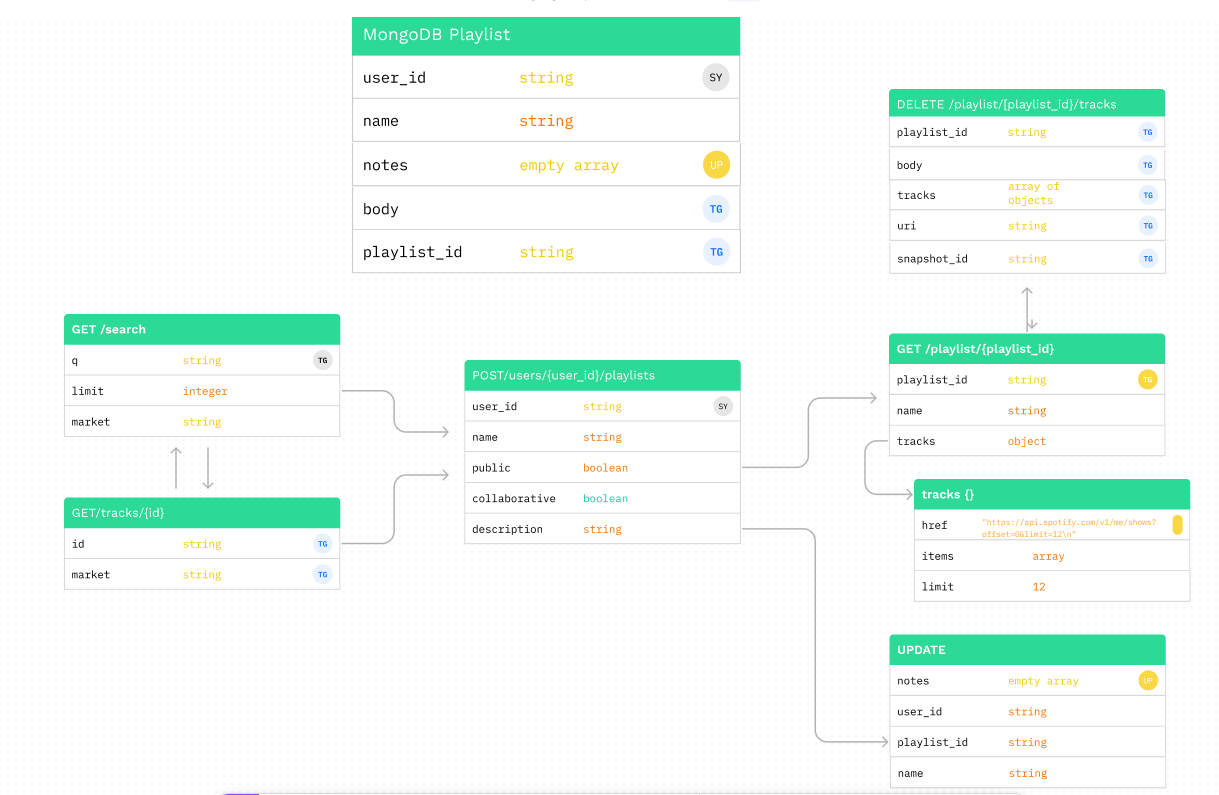 MongoDB Playlist
user_id string SY
name string
notes empty array UP
body TG
playlist_id string TG
DELETE /playlist/[playlist_id}/tracks
playlist_id string TG
body TG
tracks array of
objects TG
uri string TG
snapshot_id string TG
GET /search
q string TG
limit integer
market string
GET/tracks/{id}
id string TG
market string TG
POST/users/{user_id}/playlists
user_id string SY
name string
public boolean
collaborative boolean
description string
GET /playlist/{playlist_id}
playlist_id string TG
name string
tracks object
tracks {}
href "https://api.spotify.com/v1/me/shows?
offset=0&limit=12\n"
items array
limit 12
UPDATE
notes empty array UP
user_id string
playlist_id string
name string